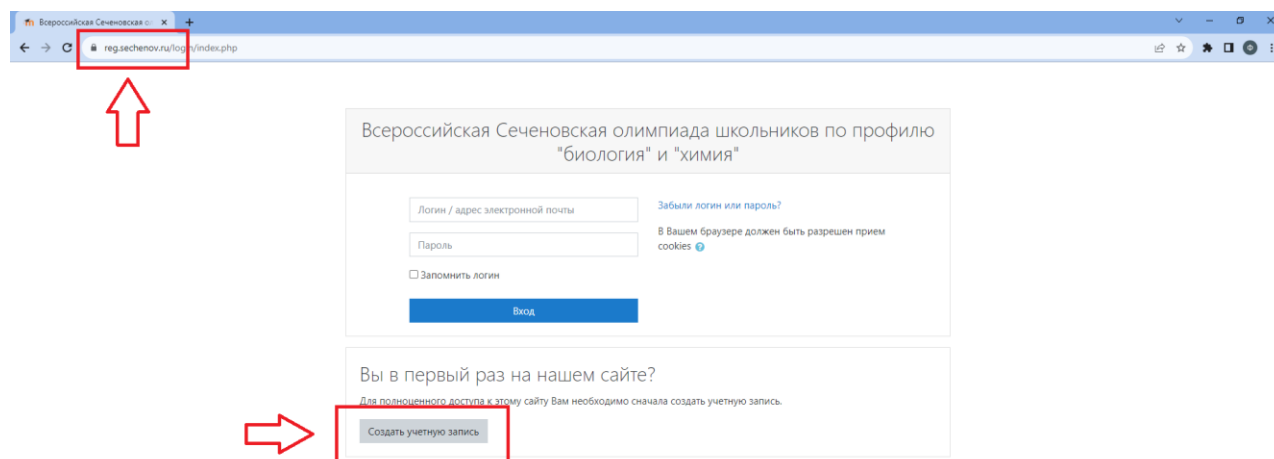 Всероссийская Сеченовская о
reg.sechenov.ru/login/index.php
Всероссийская Сеченовская олимпиада школьников по профилю
"биология" и "химия"
Логин / адрес электронной почты
Забыли логин или пароль?
Пароль
В Вашем браузере должен быть разрешен прием
cookies
Запомнить логин
Вход
Вы в первый раз на нашем сайте?
Для полноценного доступа к этому сайту Вам необходимо сначала создать учетную запись.
Создать учетную запись